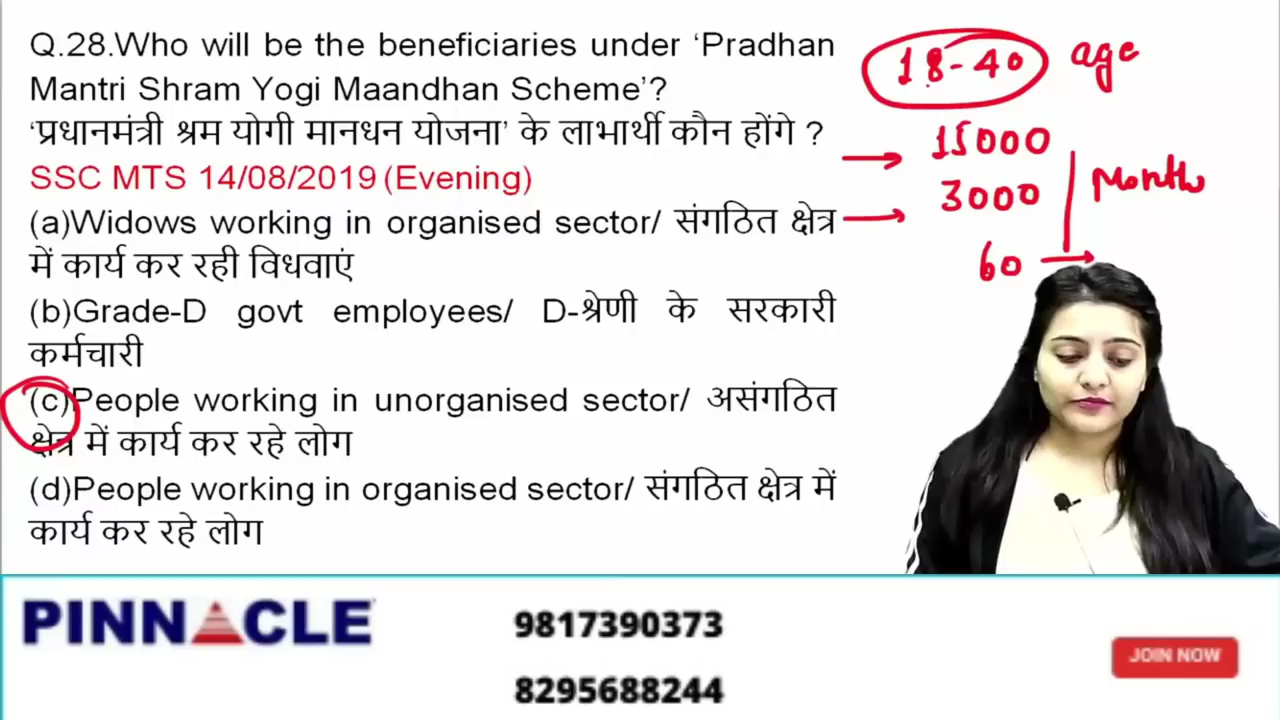 Q.28.Who will be the beneficiaries under ‘Pradhan
Mantri Shram Yogi Maandhan Scheme’?
‘प्रधानमंत्री श्रम योगी मानधन योजना’ के लाभार्थी कौन होंगे ?
SSC MTS 14/08/2019 (Evening)
(a)Widows working in organised sector/ संगठित क्षेत्र
में कार्य कर रही विधवाएं
(b)Grade-D govt employees/ D-श्रेणी के सरकारी
कर्मचारी
(c)People working in unorganised sector/ असंगठित
क्षेत्र में कार्य कर रहे लोग
(d)People working in organised sector/ संगठित क्षेत्र में
कार्य कर रहे लोग
18-40 age
15000
3000
Month
60
PINNACLE
9817390373
8295688244
JOIN NOW